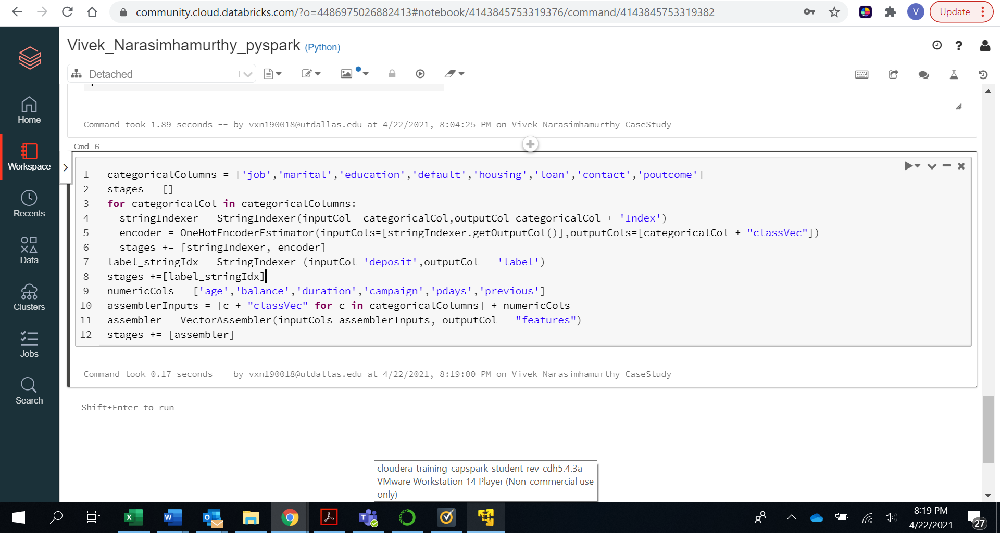 community.cloud.databricks.com/?o=4486975026882413#notebook/4143845753319376/command/4143845753319382
V
Update
Vivek_Narasimhamurthy_pyspark (Python)
?
Detached
Home
Workspace
Recents
Data
Clusters
Jobs
Search
Command took 1.89 seconds -- by vxn190018@utdallas.edu at 4/22/2021, 8:04:25 PM on Vivek_Narasimhamurthy_CaseStudy
Cmd 6
1 categoricalColumns = ['job','marital','education','default','housing','loan','contact','poutcome']
2 stages = []
3 for categoricalCol in categoricalColumns:
4 stringIndexer = StringIndexer(inputCol= categoricalCol,outputCol=categoricalCol + 'Index')
5 encoder = OneHotEncoderEstimator(inputCols=[stringIndexer.getOutputCol()],outputCols=[categoricalCol + "classVec"])
6 stages += [stringIndexer, encoder]
7 label_stringIdx = StringIndexer (inputCol='deposit',outputCol = 'label')
8 stages +=[label_stringIdx]
9 numericCols = ['age','balance','duration','campaign','pdays','previous']
10 assemblerInputs = [c + "classVec" for c in categoricalColumns] + numericCols
11 assembler = VectorAssembler(inputCols=assemblerInputs, outputCol = "features")
12 stages += [assembler]
Command took 0.17 seconds -- by vxn190018@utdallas.edu at 4/22/2021, 8:19:00 PM on Vivek_Narasimhamurthy_CaseStudy
Shift+Enter to run
cloudera-training-capspark-student-rev_cdh5.4.3a -
VMware Workstation 14 Player (Non-commercial use
only)
8:19 PM
4/22/2021
27